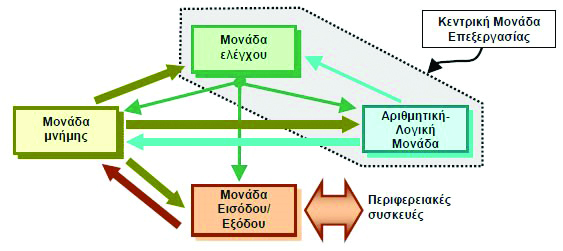 Μονάδα
ελέγχου
Κεντρική Μονάδα
Επεξεργασίας
Μονάδα
μνήμης
Αριθμητική-
Λογική
Μονάδα
Μονάδα
Εισόδου/
Εξόδου
Περιφερειακές
συσκευές